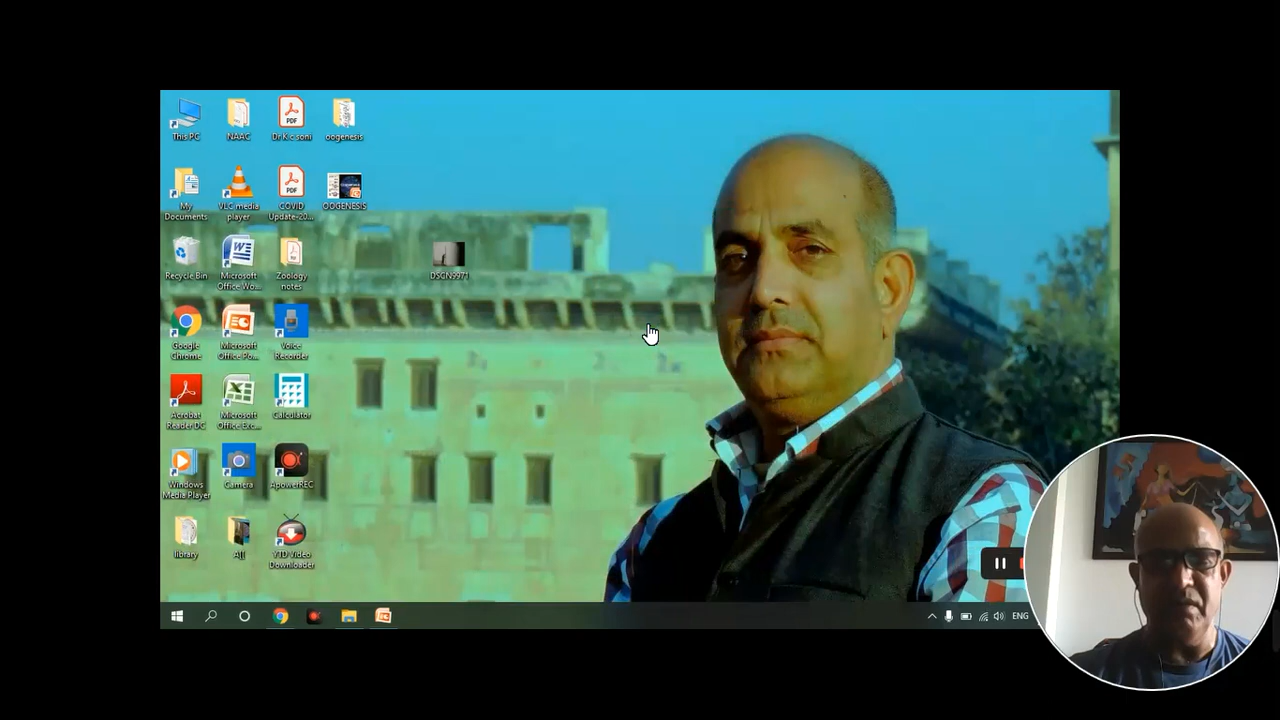 This PC
NAAC
Dr.K c soni
oogenesis
My
Documents
VLC media
player
COVID
Update-20...
OOGENESIS
Recycle Bin
Microsoft
Office Wo...
Zoology
notes
DSCN9971
Google
Chrome
Microsoft
Office Po...
Voice
Recorder
Acrobat
Reader DC
Microsoft
Office Exc...
Calculator
Windows
Media Player
Camera
ApowerREC
library
YTD Video
Downloader
PDF
PDF
ENG